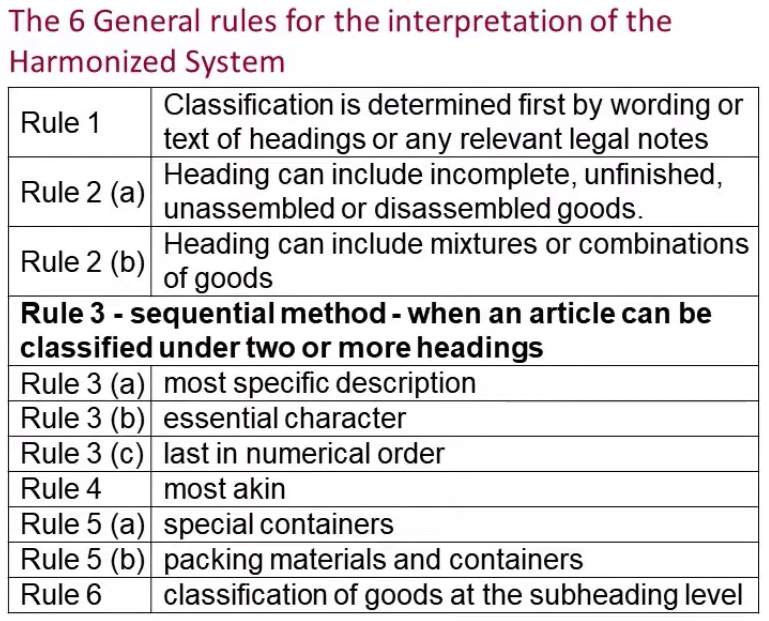 The 6 General rules for the interpretation of the
Harmonized System
Rule 1 Classification is determined first by wording or
text of headings or any relevant legal notes
Rule 2 (a) Heading can include incomplete, unfinished,
unassembled or disassembled goods.
Rule 2 (b) Heading can include mixtures or combinations
of goods
Rule 3 - sequential method - when an article can be
classified under two or more headings
Rule 3 (a) most specific description
Rule 3 (b) essential character
Rule 3 (c) last in numerical order
Rule 4 most akin
Rule 5 (a) special containers
Rule 5 (b) packing materials and containers
Rule 6 classification of goods at the subheading level